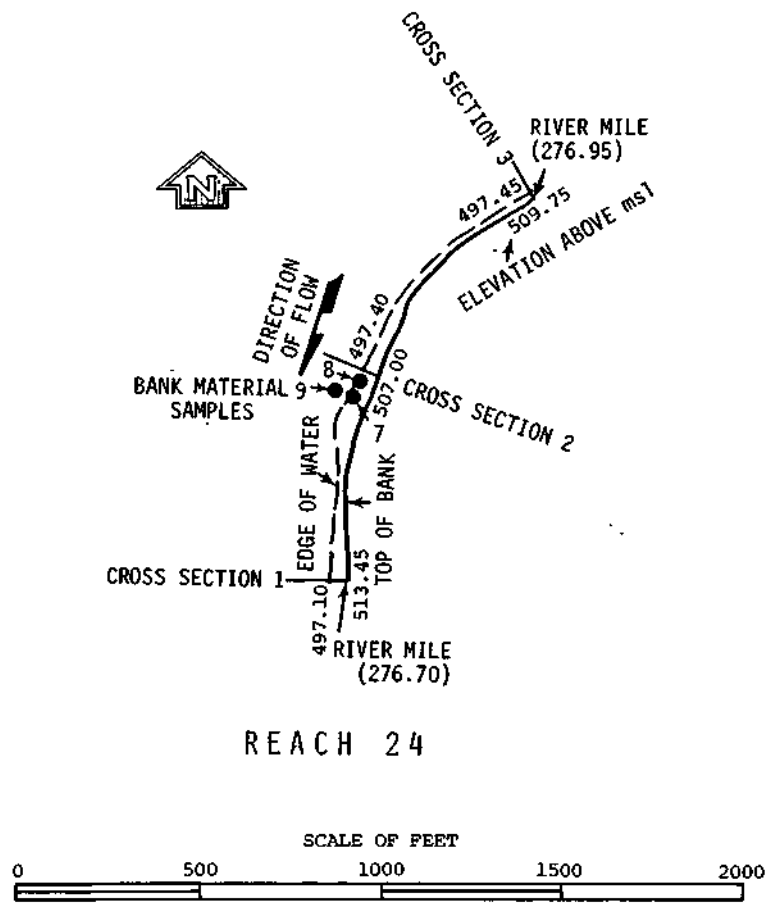 CROSS SECTION 3
RIVER MILE
(276.95)
N
497.45
509.75
ELEVATION ABOVE msl
DIRECTION
OF FLOW
497.40
8
BANK MATERIAL 9
SAMPLES
507.00
CROSS SECTION 2
7
EDGE OF WATER
TOP OF BANK
CROSS SECTION 1
497.10
513.45
RIVER MILE
(276.70)
REACH 24
SCALE OF FEET
0 500 1000 1500 2000